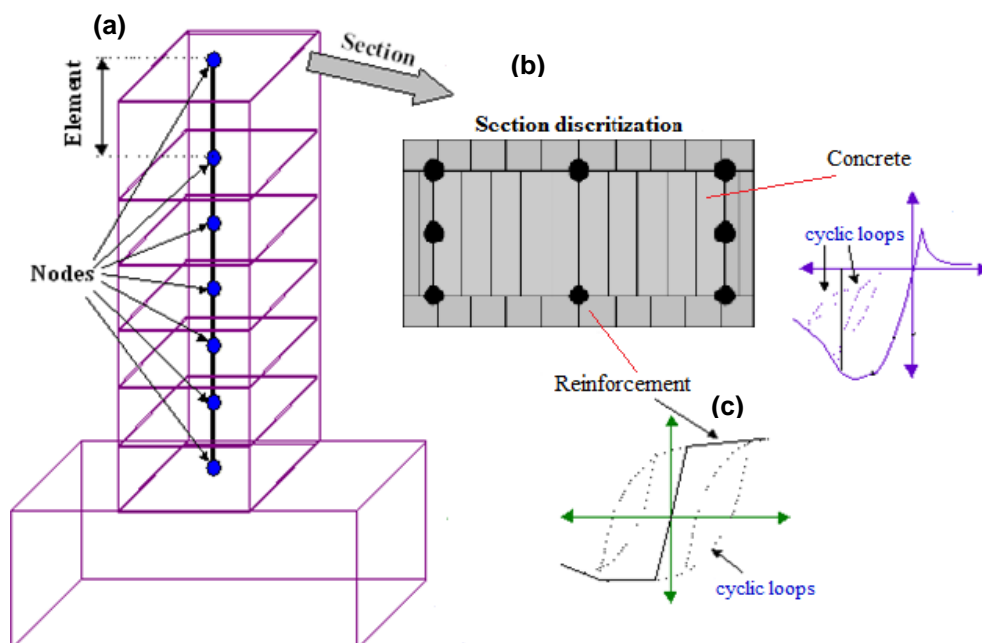 (a)
Section
Element
Nodes
(b)
Section discritization
Concrete
cyclic loops
Reinforcement
(c)
cyclic loops